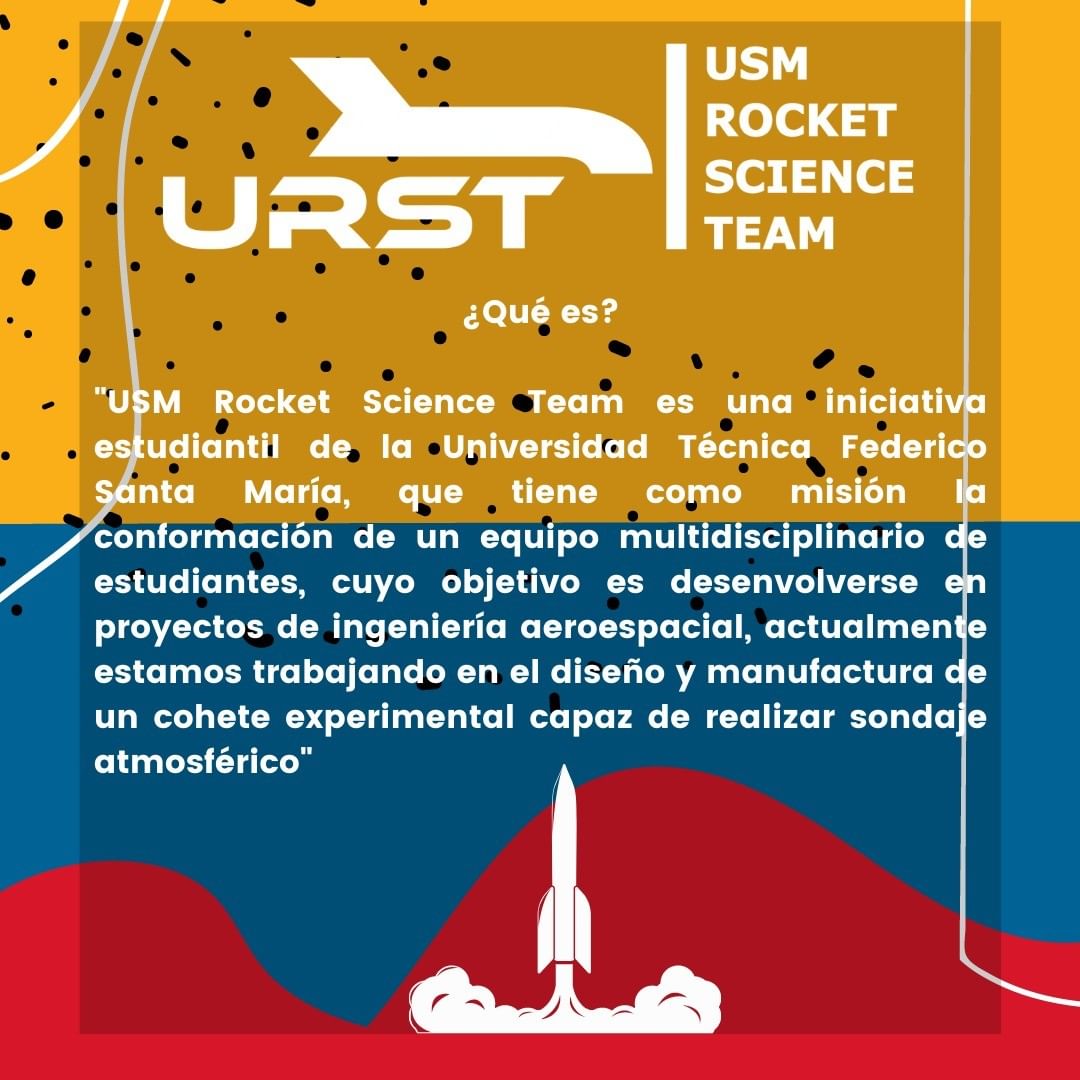 URST
USM
ROCKET
SCIENCE
TEAM
¿Qué es?
"USM Rocket Science Team es una iniciativa
estudiantil de la Universidad Técnica Federico
Santa María, que tiene como misión la
conformación de un equipo multidisciplinario de
estudiantes, cuyo objetivo es desenvolverse en
proyectos de ingeniería aeroespacial, actualmente
estamos trabajando en el diseño y manufactura de
un cohete experimental capaz de realizar sondaje
atmosférico"